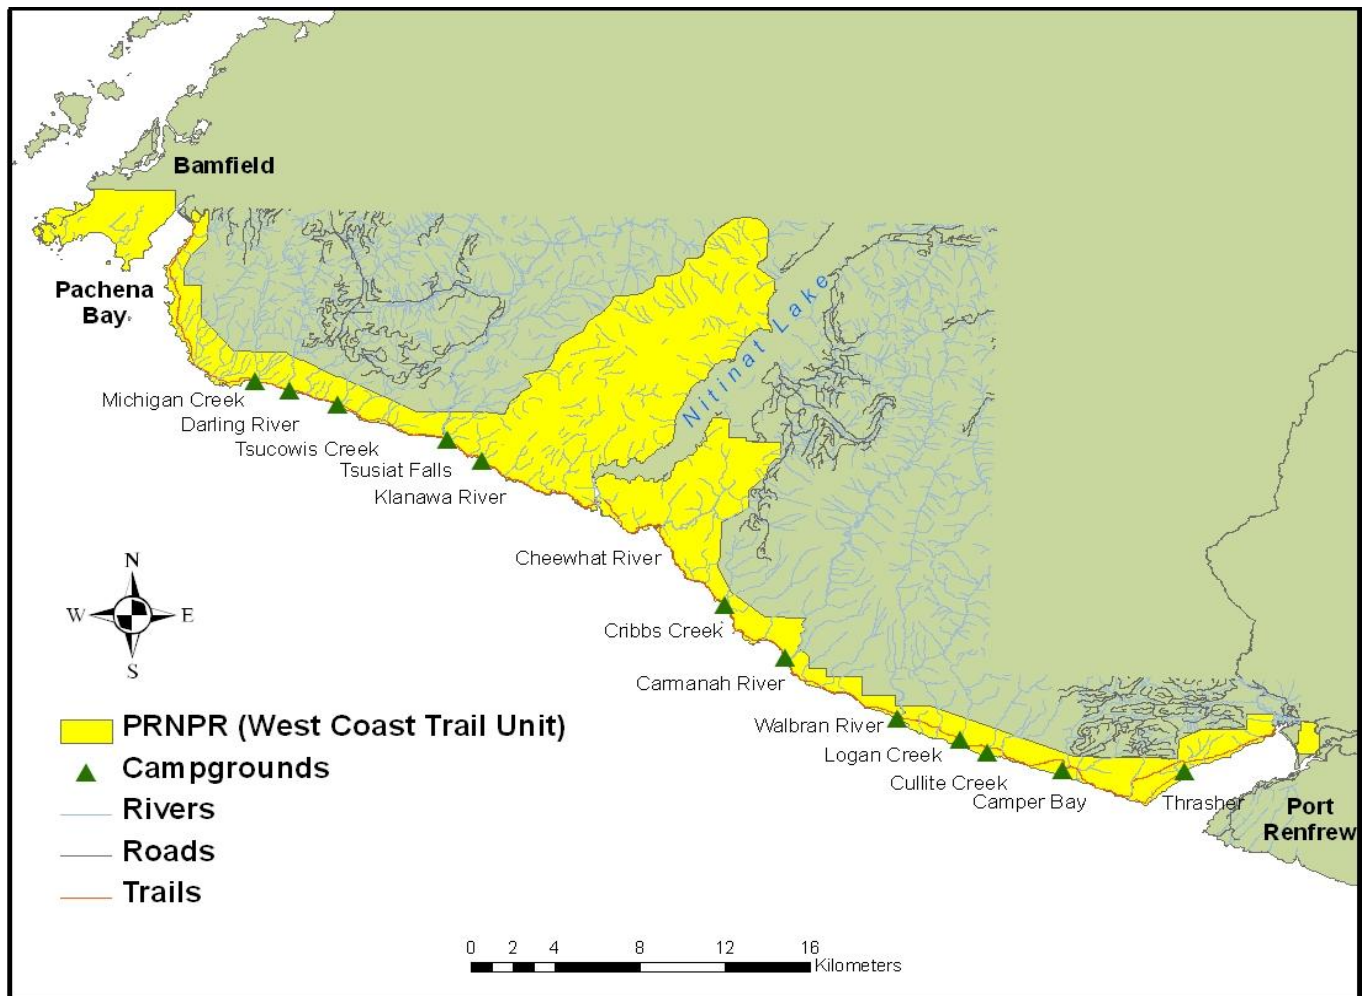 Bamfield
Pachena
Bay
Nitinat Lake
Michigan Creek
Darling River
Tsucowis Creek
Tsusiat Falls
Klanawa River
Cheewhat River
N
W E
S
Cribbs Creek
Carmanah River
Walbran River
Logan Creek
Cullite Creek
Camper Bay
Thrasher
Port
Renfrew
PRNPR (West Coast Trail Unit)
Campgrounds
Rivers
Roads
Trails
0 2 4 8 12 16
Kilometers